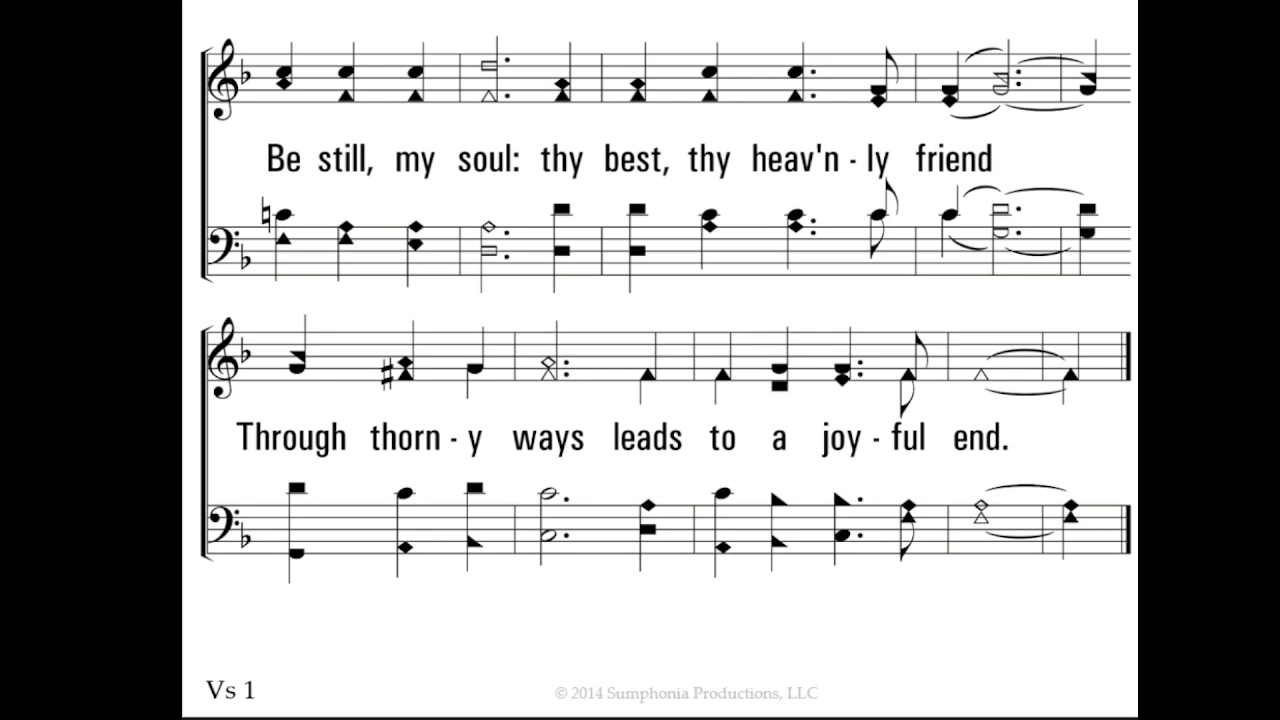 Be still, my soul: thy best, thy heav'n - ly friend
Through thorn - y ways leads to a joy - ful end.
Vs 1
© 2014 Sumphonia Productions, LLC